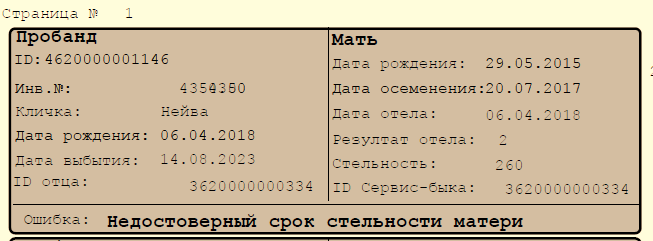 Страница № 1
Пробанд
ID: 4620000001146
Инв.№:
Кличка: Нейва
Дата рождения: 06.04.2018
Дата выбытия: 14.08.2023
ID отца: 3620000000334
Мать
Дата рождения: 29.05.2015
Дата осеменения: 20.07.2017
Дата отела: 06.04.2018
Резултат отела: 2
Стельность: 260
ID Сервис-быка: 3620000000334
Ошибка: Недостоверный срок стельности матери